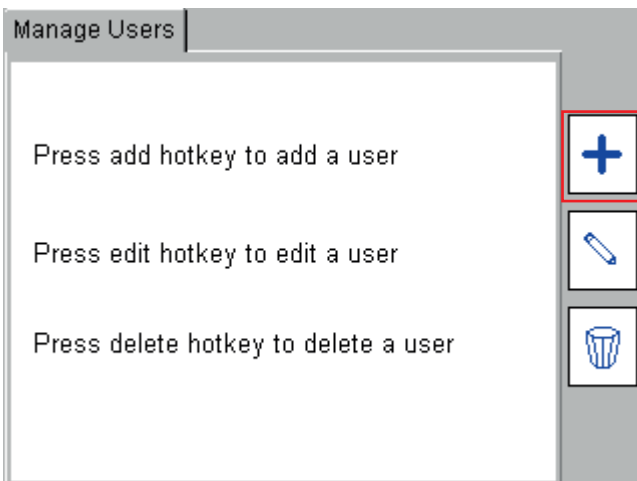 Manage Users
Press add hotkey to add a user
Press edit hotkey to edit a user
Press delete hotkey to delete a user